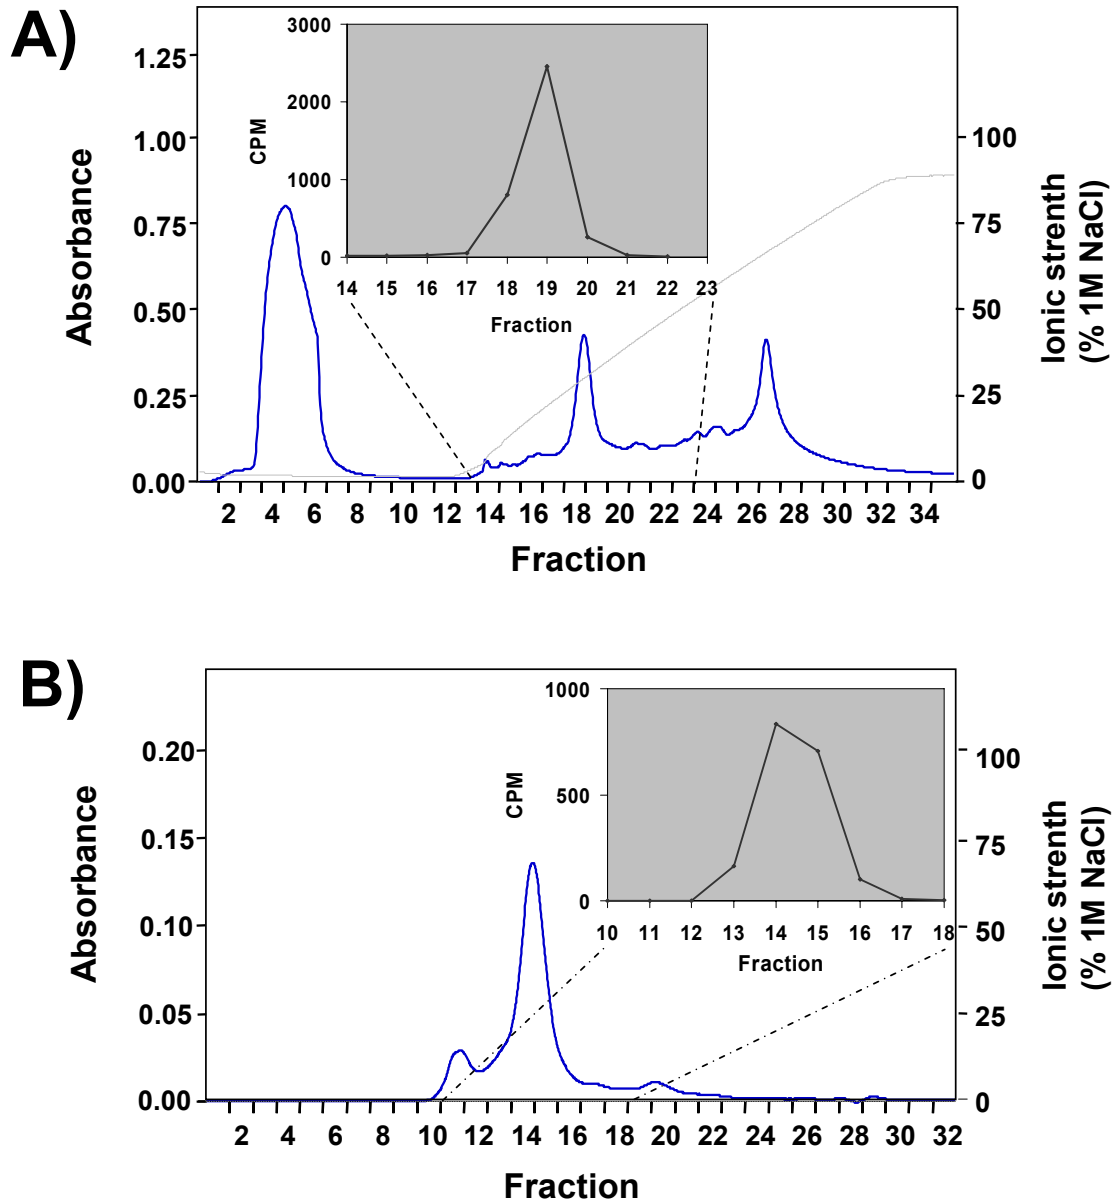 A)
3000
2000
1000
0
CPM
14 15 16 17 18 19 20 21 22 23
Fraction
1.25
1.00
0.75
0.50
0.25
0.00
Absorbance
100
75
50
25
0
Ionic strenth
(% 1M NaCl)
2 4 6 8 10 12 14 16 18 20 22 24 26 28 30 32 34
Fraction
B)
1000
500
0
CPM
10 11 12 13 14 15 16 17 18
Fraction
0.20
0.15
0.10
0.05
0.00
Absorbance
100
75
50
25
0
Ionic strenth
(% 1M NaCl)
2 4 6 8 10 12 14 16 18 20 22 24 26 28 30 32
Fraction